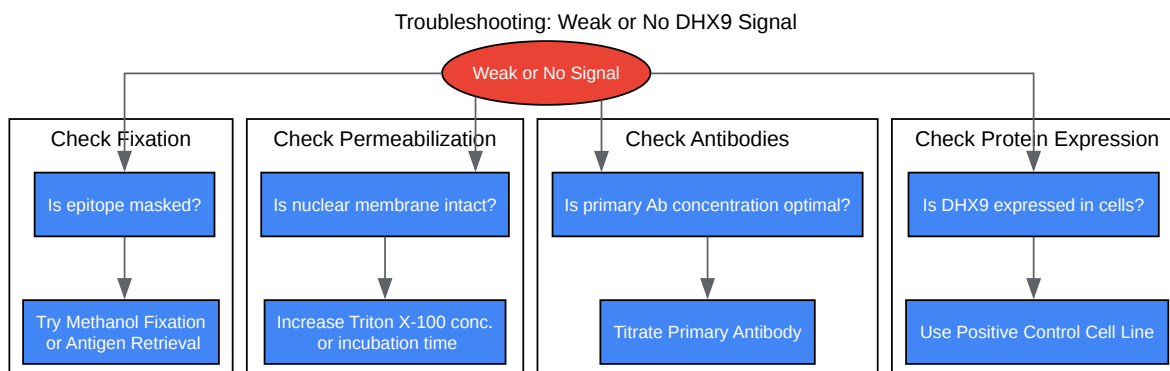 Troubleshooting: Weak or No DHX9 Signal
Weak or No Signal
Check Fixation
Check Permeabilization
Check Antibodies
Check Protein Expression
Is epitope masked?
Is nuclear membrane intact?
Is primary Ab concentration optimal?
Is DHX9 expressed in cells?
Try Methanol Fixation
or Antigen Retrieval
Increase Triton X-100 conc.
or incubation time
Titrate Primary Antibody
Use Positive Control Cell Line